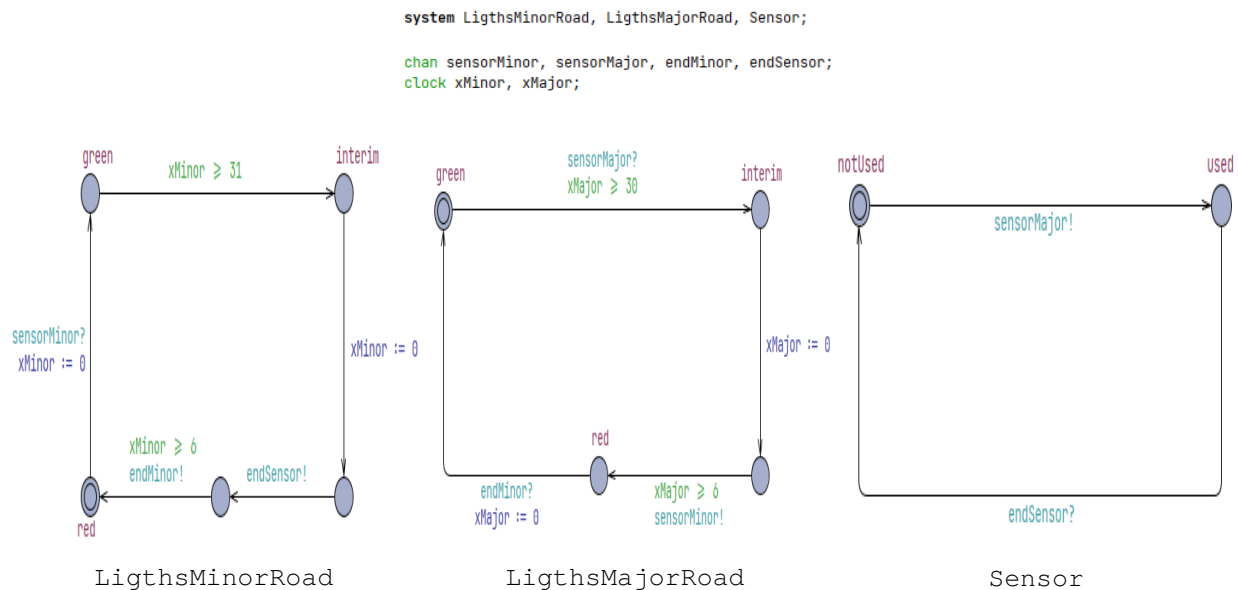 system LigthsMinorRoad, LigthsMajorRoad, Sensor;
chan sensorMinor, sensorMajor, endMinor, endSensor;
clock xMinor, xMajor;
green
xMinor ⩾ 31
interim
sensorMinor?
xMinor := 0
xMinor := 0
xMinor ⩾ 6
endMinor!
endSensor!
red
LigthsMinorRoad
green
sensorMajor?
xMajor ⩾ 30
interim
xMajor := 0
red
endMinor?
xMajor := 0
xMajor ⩾ 6
sensorMinor!
LigthsMajorRoad
notUsed
used
sensorMajor!
endSensor?
Sensor